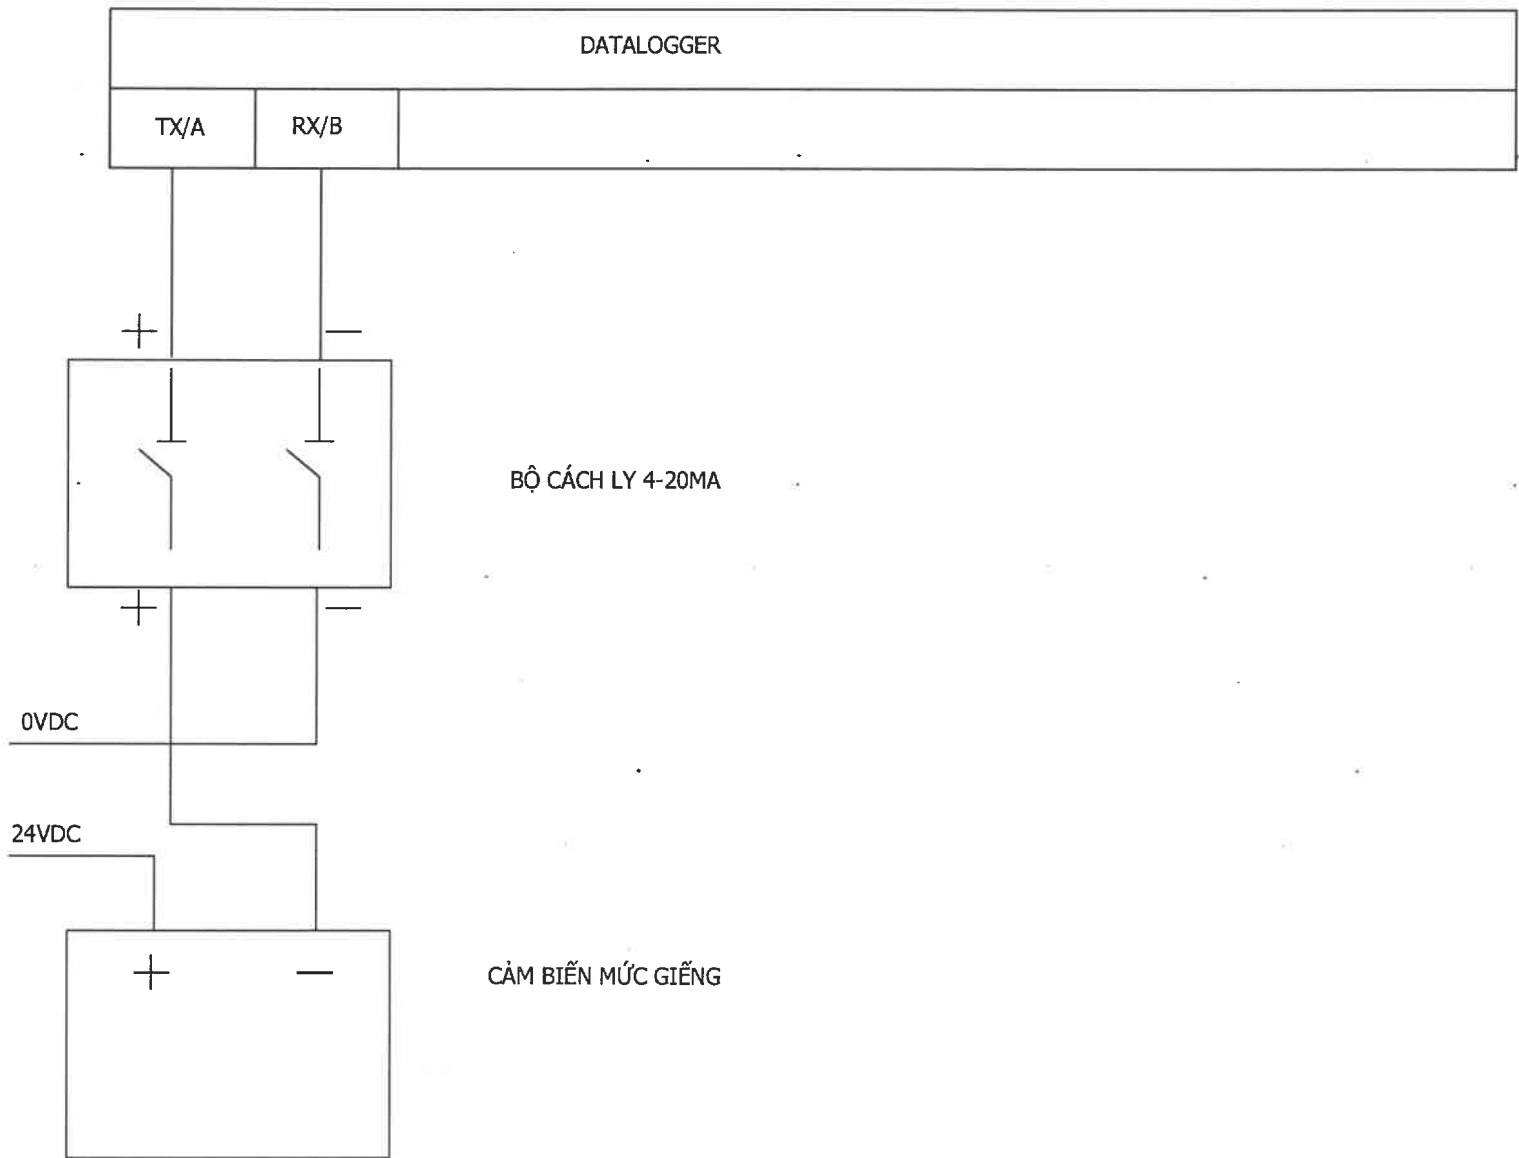 DATALOGGER
TX/A
RX/B
+
—
BỘ CÁCH LY 4-20MA
+
—
0VDC
24VDC
+
—
CẢM BIẾN MỨC GIẾNG